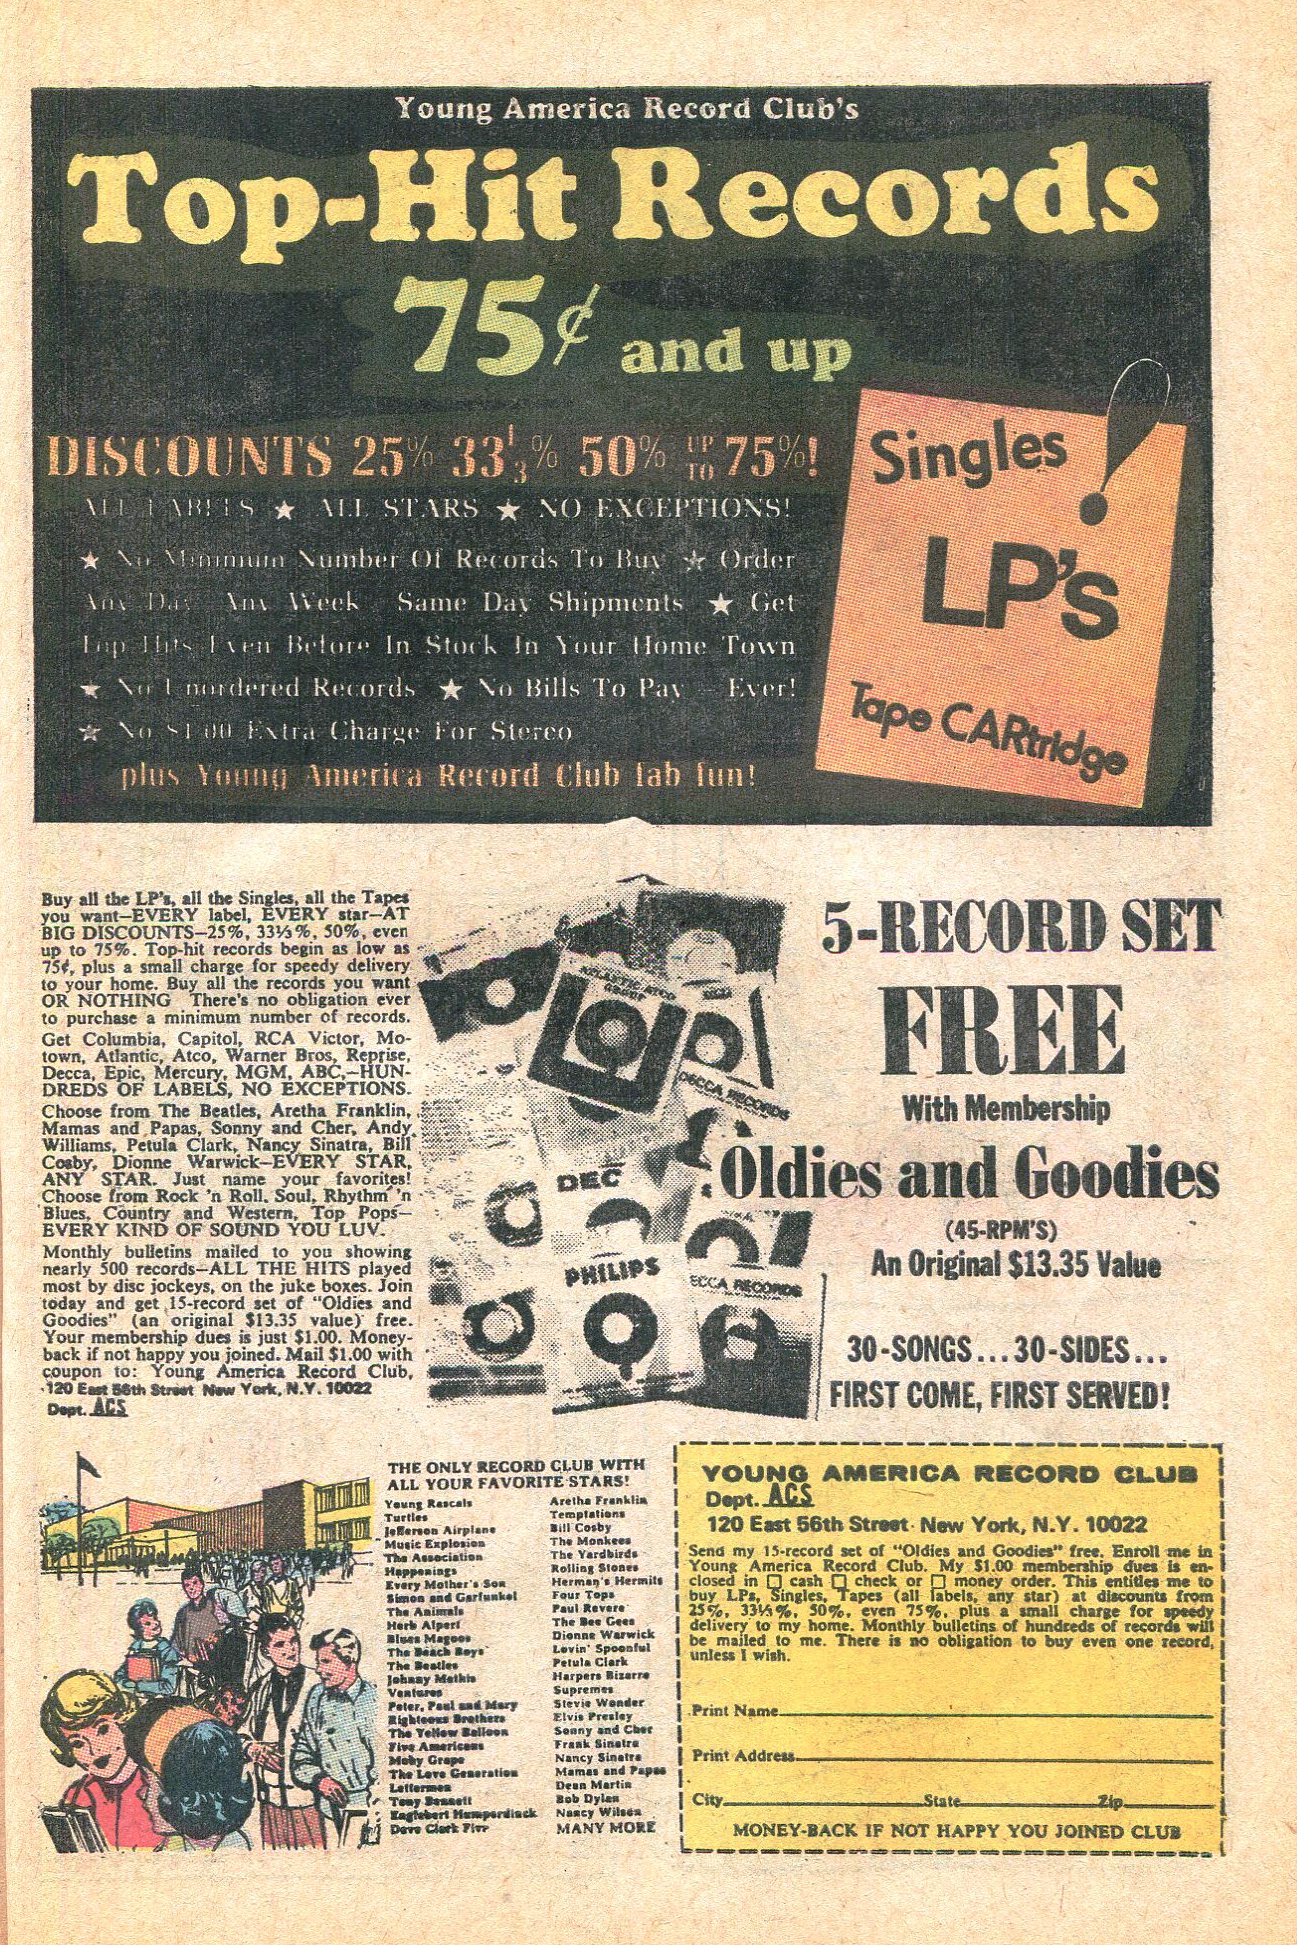 Young America Record Club's
Top-Hit Records
75¢ and up
DISCOUNTS 25% 33 1/3% 50% UP TO 75%!
ALL LABELS ★ ALL STARS ★ NO EXCEPTIONS!
★ No Minimum Number Of Records To Buy ★ Order
Any Day Any Week Same Day Shipments ★ Get
Top Hits Even Before In Stock In Your Home Town
★ No Unordered Records ★ No Bills To Pay – Ever!
★ No $1.00 Extra Charge For Stereo
plus Young America Record Club fab fun!
Singles
LP's
!
Tape CARtridge
Buy all the LP's, all the Singles, all the Tapes
you want—EVERY label, EVERY star—AT
BIG DISCOUNTS—25%, 33⅓%, 50%, even
up to 75%. Top-hit records begin as low as
75¢, plus a small charge for speedy delivery
to your home. Buy all the records you want
OR NOTHING There's no obligation ever
to purchase a minimum number of records.
Get Columbia, Capitol, RCA Victor, Mo-
town, Atlantic, Atco, Warner Bros, Reprise,
Decca, Epic, Mercury, MGM, ABC,—HUN-
DREDS OF LABELS, NO EXCEPTIONS.
Choose from The Beatles, Aretha Franklin,
Mamas and Papas, Sonny and Cher, Andy
Williams, Petula Clark, Nancy Sinatra, Bill
Cosby, Dionne Warwick—EVERY STAR,
ANY STAR. Just name your favorites!
Choose from Rock 'n Roll, Soul, Rhythm 'n
Blues, Country and Western, Top Pops—
EVERY KIND OF SOUND YOU LUV.
Monthly bulletins mailed to you showing
nearly 500 records—ALL THE HITS played
most by disc jockeys, on the juke boxes. Join
today and get 15-record set of "Oldies and
Goodies" (an original $13.35 value) free.
Your membership dues is just $1.00. Money-
back if not happy you joined. Mail $1.00 with
coupon to: Young America Record Club,
120 East 56th Street New York, N.Y. 10022
Dept. ACS
DECCA RECORDS
DEC
PHILIPS
ECCA RECORDS
5-RECORD SET
FREE
With Membership
Oldies and Goodies
(45-RPM'S)
An Original $13.35 Value
30-SONGS...30-SIDES...
FIRST COME, FIRST SERVED!
THE ONLY RECORD CLUB WITH
ALL YOUR FAVORITE STARS!
Young Rascals
Turtles
Jefferson Airplane
Music Explosion
The Association
Happenings
Every Mother's Son
Simon and Garfunkel
The Animals
Herb Alpert
Blues Magoos
The Beach Boys
The Beatles
Johnny Mathis
Ventures
Peter, Paul and Mary
Righteous Brothers
The Yellow Balloon
Five Americans
Moby Grape
The Love Generation
Lettermen
Tony Bennett
Englebert Humperdinck
Dave Clark Five
Aretha Franklin
Temptations
Bill Cosby
The Monkees
The Yardbirds
Rolling Stones
Herman's Hermits
Four Tops
Paul Revere
The Bee Gees
Dionne Warwick
Lovin' Spoonful
Petula Clark
Harpers Bizarre
Supremes
Stevie Wonder
Elvis Presley
Sonny and Cher
Frank Sinatra
Nancy Sinatra
Mamas and Papas
Dean Martin
Bob Dylan
Nancy Wilson
MANY MORE
YOUNG AMERICA RECORD CLUB
Dept. ACS
120 East 56th Street New York, N.Y. 10022
Send my 15-record set of "Oldies and Goodies" free. Enroll me in
Young America Record Club. My $1.00 membership dues is en-
closed in ☐ cash ☐ check or ☐ money order. This entitles me to
buy LPs, Singles, Tapes (all labels, any star) at discounts from
25%, 33⅓%, 50%, even 75%, plus a small charge for speedy
delivery to my home. Monthly bulletins of hundreds of records will
be mailed to me. There is no obligation to buy even one record,
unless I wish.
Print Name
Print Address
City State Zip
MONEY-BACK IF NOT HAPPY YOU JOINED CLUB